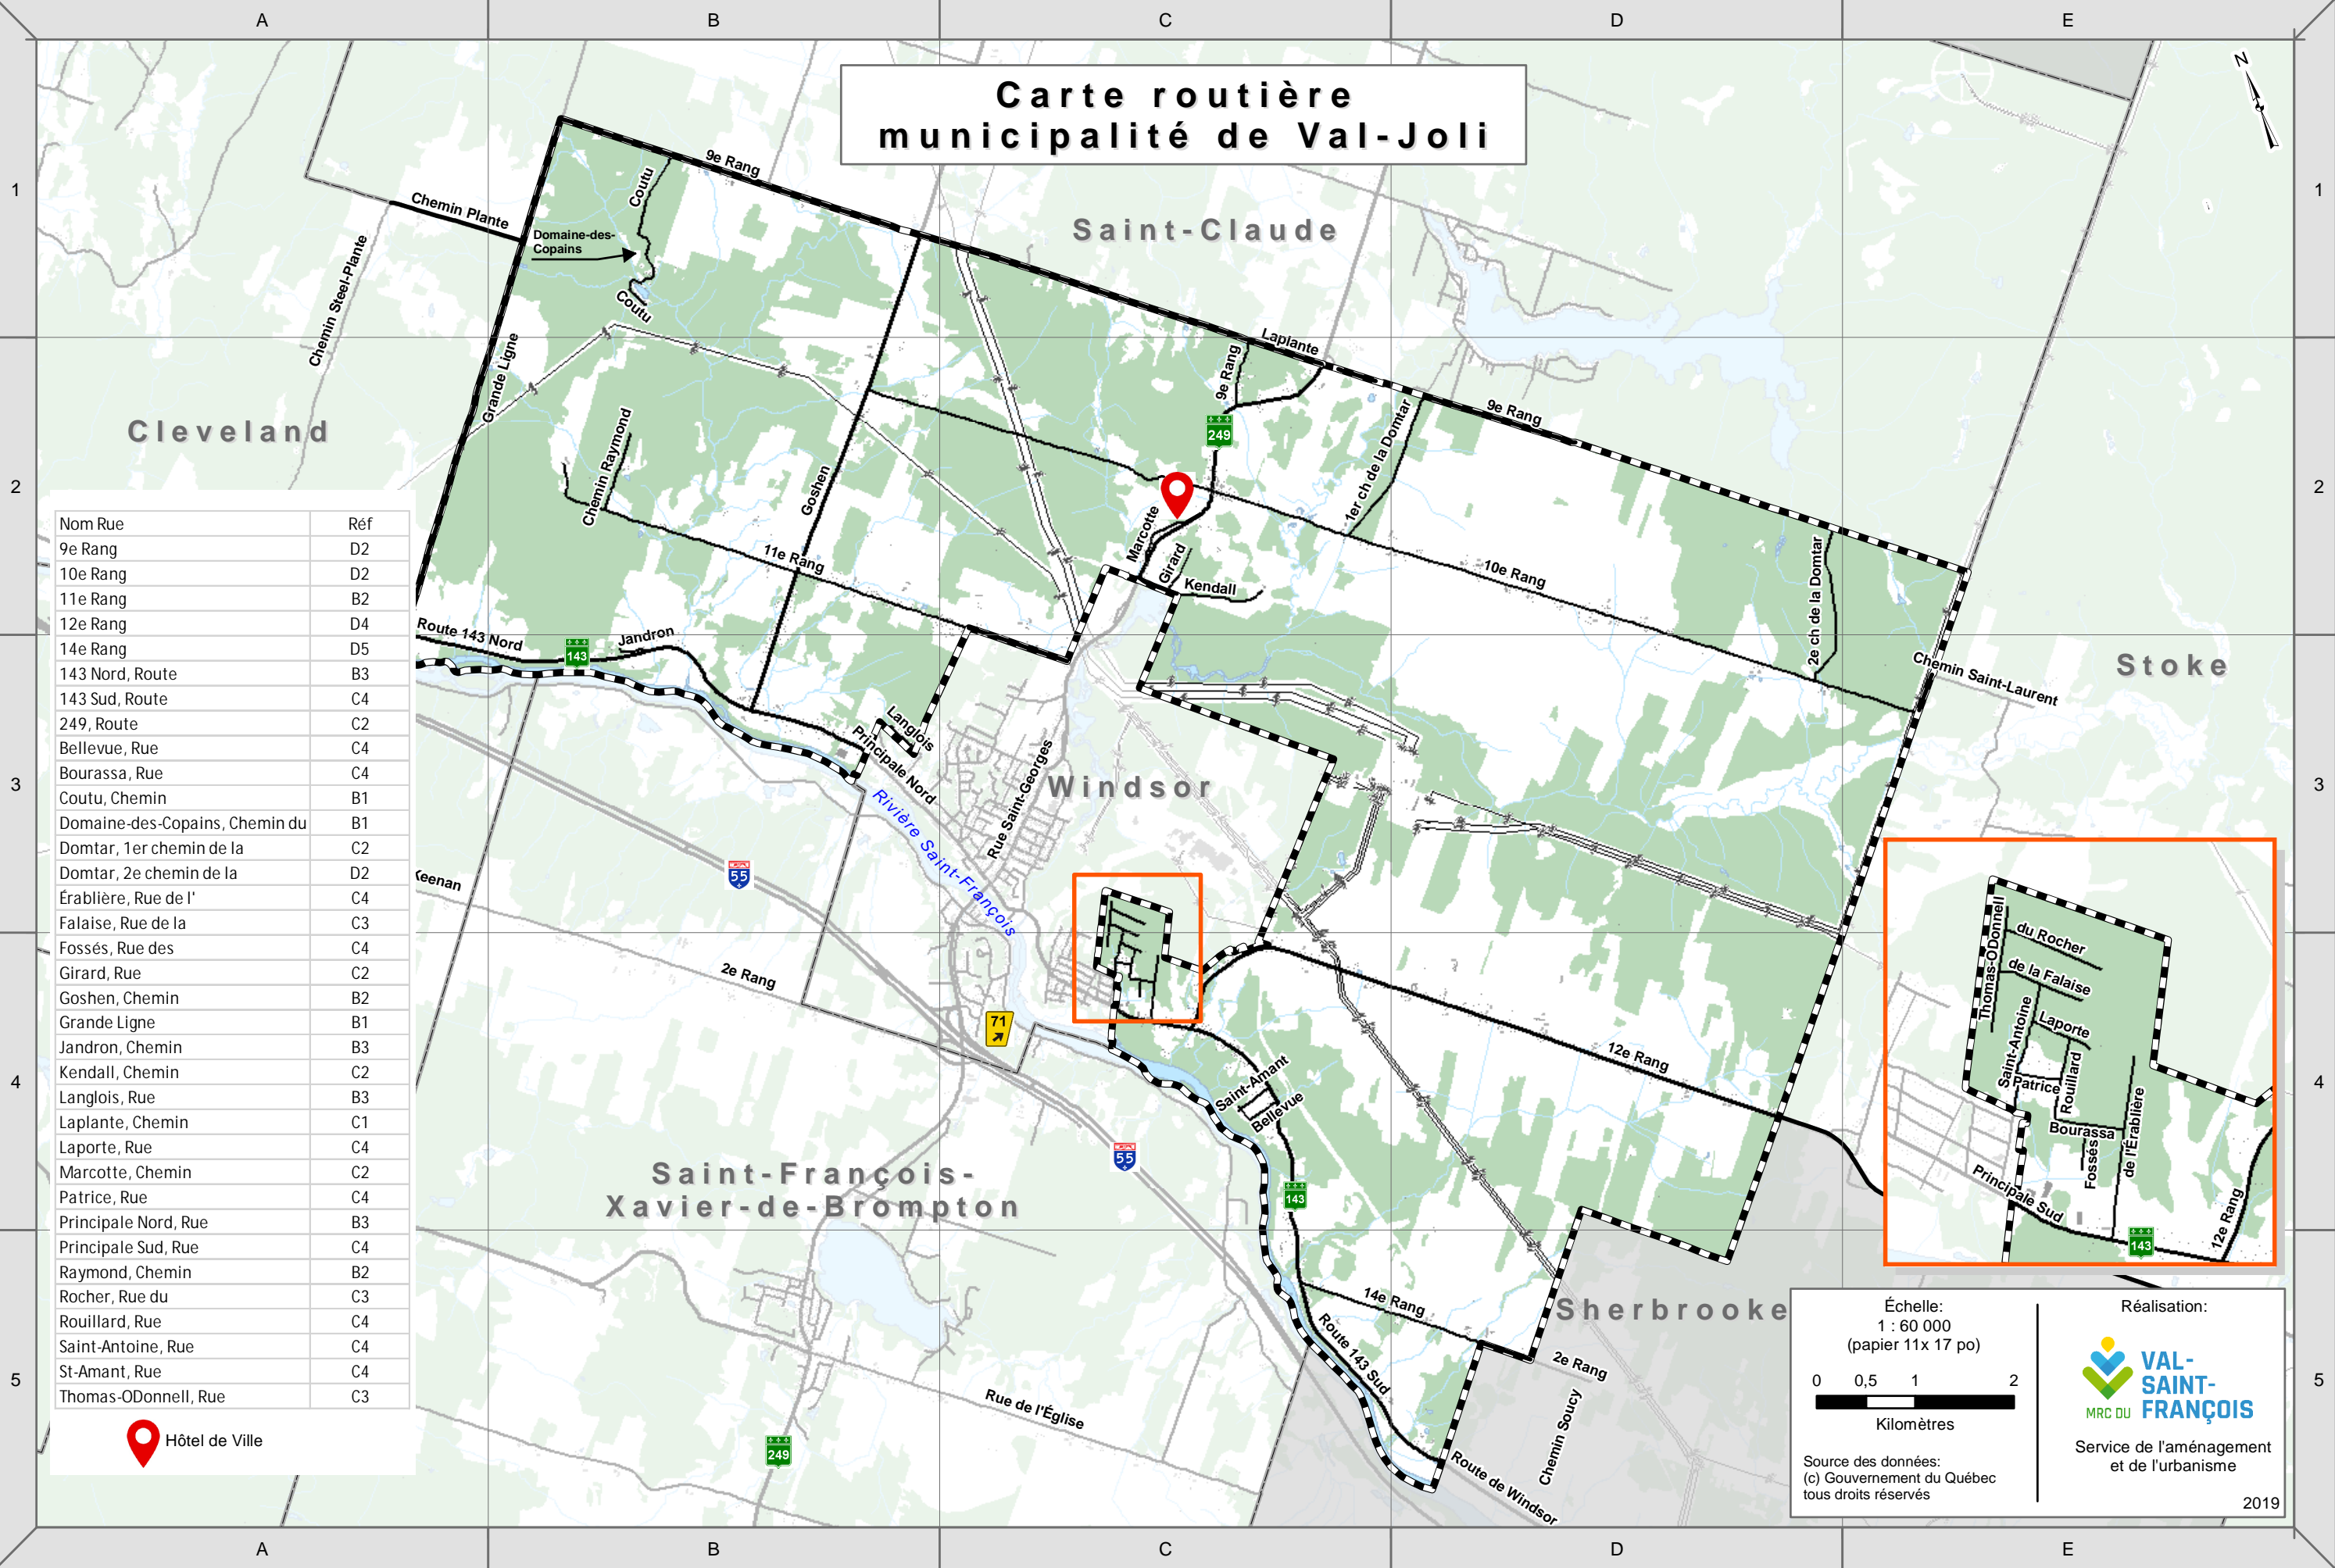 A
B
C
D
E
Carte routière
municipalité de Val-Joli
N
1
1
9e Rang
Coutu
Chemin Plante
Domaine-des-
Copains
Saint-Claude
Chemin Steel-Plante
Coutu
Laplante
Grande Ligne
9e Rang
Cleveland
249
1er ch de la Domtar
9e Rang
Chemin Raymond
Goshen
2
2
Marcotte
Girard
11e Rang
Kendall
10e Rang
2e ch de la Domtar
Route 143 Nord
143
Jandron
Chemin Saint-Laurent
Stoke
Langlois
Principale Nord
Rue Saint-Georges
Windsor
3
3
Rivière Saint-François
55
Keenan
2e Rang
71
12e Rang
Saint-Amant
Bellevue
4
4
55
143
Saint-François-
Xavier-de-Brompton
14e Rang
Sherbrooke
Route 143 Sud
2e Rang
Chemin Soucy
Rue de l'Église
249
Route de Windsor
5
5
Nom Rue Réf
9e Rang D2
10e Rang D2
11e Rang B2
12e Rang D4
14e Rang D5
143 Nord, Route B3
143 Sud, Route C4
249, Route C2
Bellevue, Rue C4
Bourassa, Rue C4
Coutu, Chemin B1
Domaine-des-Copains, Chemin du B1
Domtar, 1er chemin de la C2
Domtar, 2e chemin de la D2
Érablière, Rue de l' C4
Falaise, Rue de la C3
Fossés, Rue des C4
Girard, Rue C2
Goshen, Chemin B2
Grande Ligne B1
Jandron, Chemin B3
Kendall, Chemin C2
Langlois, Rue B3
Laplante, Chemin C1
Laporte, Rue C4
Marcotte, Chemin C2
Patrice, Rue C4
Principale Nord, Rue B3
Principale Sud, Rue C4
Raymond, Chemin B2
Rocher, Rue du C3
Rouillard, Rue C4
Saint-Antoine, Rue C4
St-Amant, Rue C4
Thomas-ODonnell, Rue C3
Hôtel de Ville
Thomas-ODonnell
du Rocher
de la Falaise
Saint-Antoine
Laporte
Patrice
Rouillard
Bourassa
Fossés
de l'Érablière
Principale Sud
143
12e Rang
Échelle:
1 : 60 000
(papier 11x 17 po)
0 0,5 1 2
Kilomètres
Source des données:
(c) Gouvernement du Québec
tous droits réservés
Réalisation:
MRC DU
VAL-
SAINT-
FRANÇOIS
Service de l'aménagement
et de l'urbanisme
2019
A
B
C
D
E